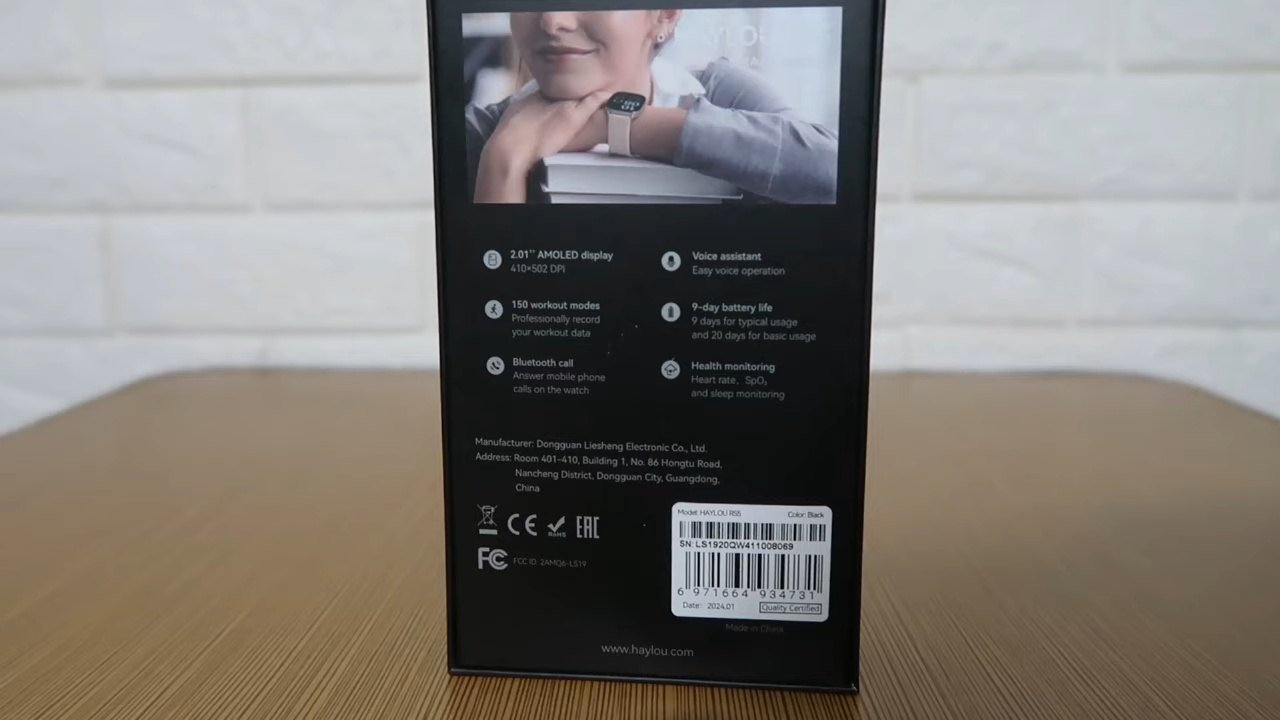 2.01'' AMOLED display
410×502 DPI
Voice assistant
Easy voice operation
150 workout modes
Professionally record
your workout data
9-day battery life
9 days for typical usage
and 20 days for basic usage
Bluetooth call
Answer mobile phone
calls on the watch
Health monitoring
Heart rate, SpO₂
and sleep monitoring
Manufacturer: Dongguan Liesheng Electronic Co., Ltd.
Address: Room 401-410, Building 1, No. 86 Hongtu Road,
Nancheng District, Dongguan City, Guangdong,
China
CE
RoHS
EAC
FC FCC ID: 2AMQ6-LS19
Model: HAYLOU RS5 Color: Black
SN: LS1920QW411008069
6 971664 934731
Date: 2024.01 Quality Certified
Made in China
www.haylou.com